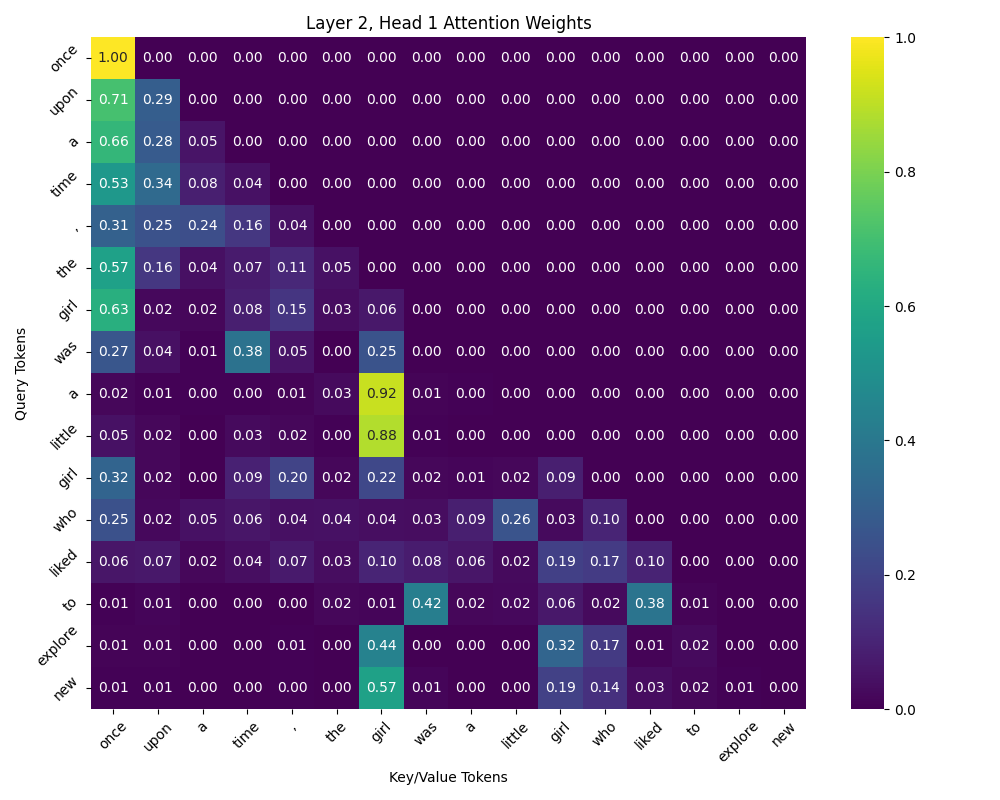 Layer 2, Head 1 Attention Weights
once 1.00 0.00 0.00 0.00 0.00 0.00 0.00 0.00 0.00 0.00 0.00 0.00 0.00 0.00 0.00 0.00
upon 0.71 0.29 0.00 0.00 0.00 0.00 0.00 0.00 0.00 0.00 0.00 0.00 0.00 0.00 0.00 0.00
a 0.66 0.28 0.05 0.00 0.00 0.00 0.00 0.00 0.00 0.00 0.00 0.00 0.00 0.00 0.00 0.00
time 0.53 0.34 0.08 0.04 0.00 0.00 0.00 0.00 0.00 0.00 0.00 0.00 0.00 0.00 0.00 0.00
, 0.31 0.25 0.24 0.16 0.04 0.00 0.00 0.00 0.00 0.00 0.00 0.00 0.00 0.00 0.00 0.00
the 0.57 0.16 0.04 0.07 0.11 0.05 0.00 0.00 0.00 0.00 0.00 0.00 0.00 0.00 0.00 0.00
girl 0.63 0.02 0.02 0.08 0.15 0.03 0.06 0.00 0.00 0.00 0.00 0.00 0.00 0.00 0.00 0.00
was 0.27 0.04 0.01 0.38 0.05 0.00 0.25 0.00 0.00 0.00 0.00 0.00 0.00 0.00 0.00 0.00
a 0.02 0.01 0.00 0.00 0.01 0.03 0.92 0.01 0.00 0.00 0.00 0.00 0.00 0.00 0.00 0.00
little 0.05 0.02 0.00 0.03 0.02 0.00 0.88 0.01 0.00 0.00 0.00 0.00 0.00 0.00 0.00 0.00
girl 0.32 0.02 0.00 0.09 0.20 0.02 0.22 0.02 0.01 0.02 0.09 0.00 0.00 0.00 0.00 0.00
who 0.25 0.02 0.05 0.06 0.04 0.04 0.04 0.03 0.09 0.26 0.03 0.10 0.00 0.00 0.00 0.00
liked 0.06 0.07 0.02 0.04 0.07 0.03 0.10 0.08 0.06 0.02 0.19 0.17 0.10 0.00 0.00 0.00
to 0.01 0.01 0.00 0.00 0.00 0.02 0.01 0.42 0.02 0.02 0.06 0.02 0.38 0.01 0.00 0.00
explore 0.01 0.01 0.00 0.00 0.01 0.00 0.44 0.00 0.00 0.00 0.32 0.17 0.01 0.02 0.00 0.00
new 0.01 0.01 0.00 0.00 0.00 0.00 0.57 0.01 0.00 0.00 0.19 0.14 0.03 0.02 0.01 0.00
once upon a time , the girl was a little girl who liked to explore new
Query Tokens
Key/Value Tokens
1.0
0.8
0.6
0.4
0.2
0.0